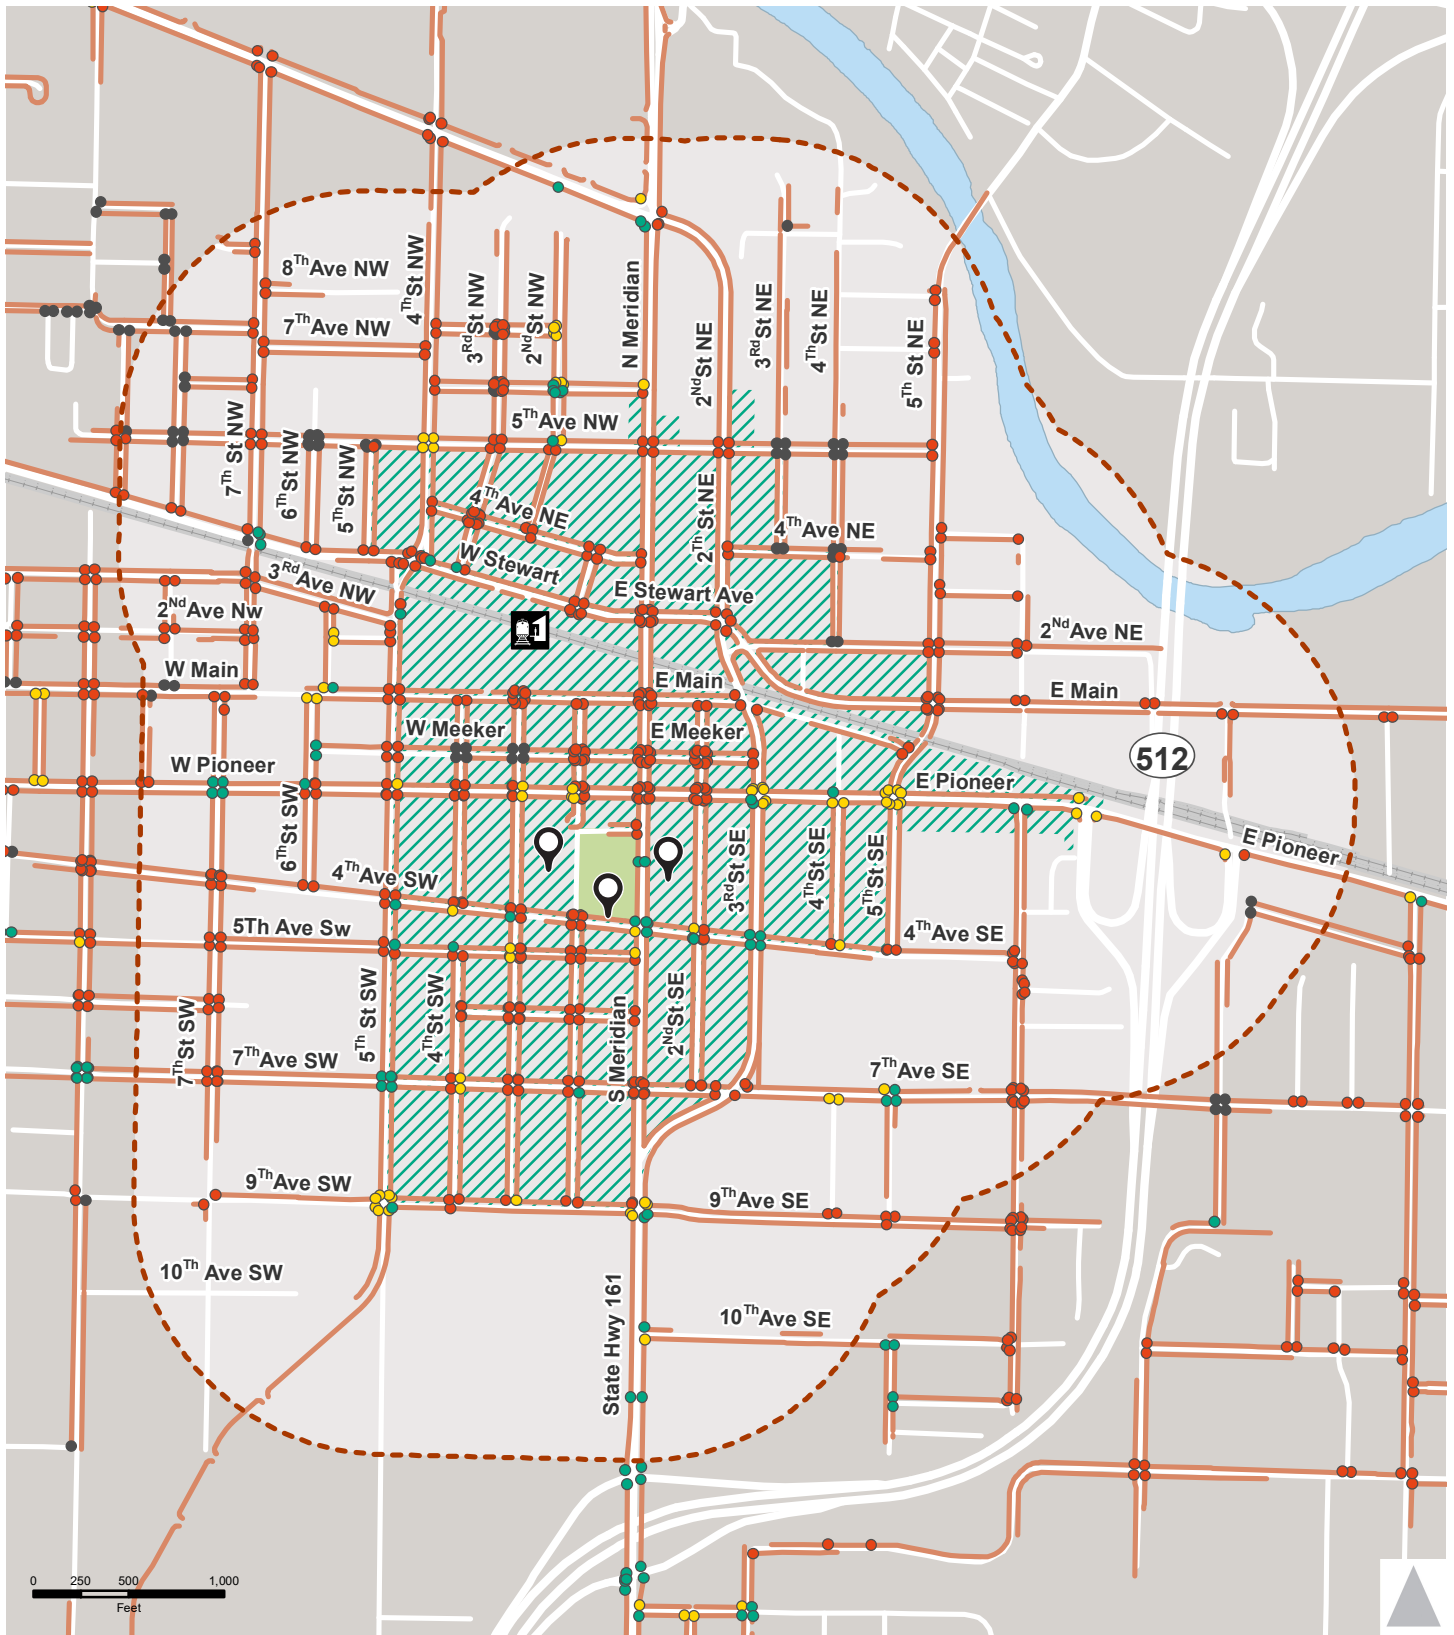 8Th Ave NW
7Th Ave NW
4Th St NW
3Rd St NW
2Nd St NW
N Meridian
2Nd St NE
3Rd St NE
4Th St NE
5Th St NE
5Th Ave NW
7Th St NW
6Th St NW
5Th St NW
4Th Ave NE
2Th St NE
4Th Ave NE
W Stewart
3Rd Ave NW
E Stewart Ave
2Nd Ave Nw
2Nd Ave NE
W Main
E Main
E Main
W Meeker
E Meeker
512
W Pioneer
E Pioneer
E Pioneer
6Th St SW
4Th Ave SW
3Rd St SE
4Th St SE
5Th St SE
5Th Ave Sw
4Th Ave SE
7Th St SW
5Th St SW
4Th St SW
S Meridian
2Nd St SE
7Th Ave SW
7Th Ave SE
9Th Ave SW
9Th Ave SE
10Th Ave SW
State Hwy 161
10Th Ave SE
0 250 500 1,000
Feet